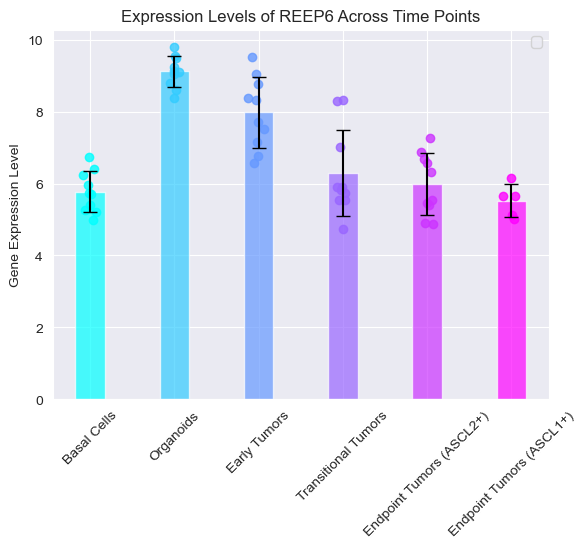 Expression Levels of REEP6 Across Time Points
Gene Expression Level
10
8
6
4
2
0
Basal Cells
Organoids
Early Tumors
Transitional Tumors
Endpoint Tumors (ASCL2+)
Endpoint Tumors (ASCL1+)